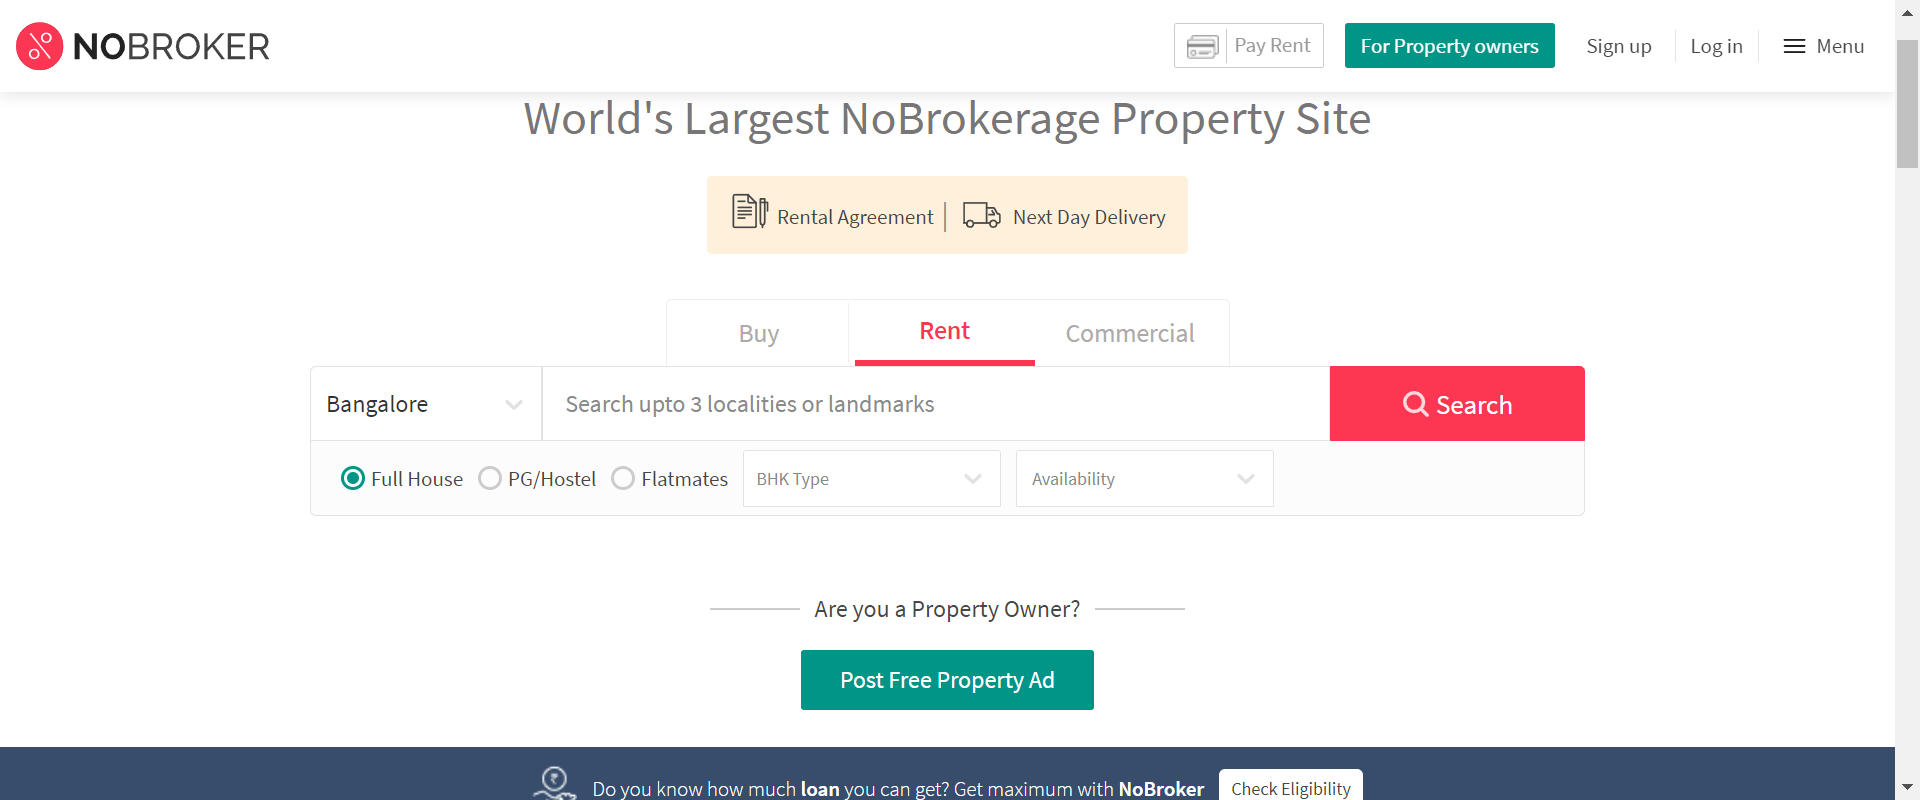 NOBROKER
Pay Rent
For Property owners
Sign up
Log in
Menu
World's Largest NoBrokerage Property Site
Rental Agreement | Next Day Delivery
Buy
Rent
Commercial
Bangalore
Search upto 3 localities or landmarks
Search
Full House
PG/Hostel
Flatmates
BHK Type
Availability
Are you a Property Owner?
Post Free Property Ad
Do you know how much loan you can get? Get maximum with NoBroker
Check Eligibility